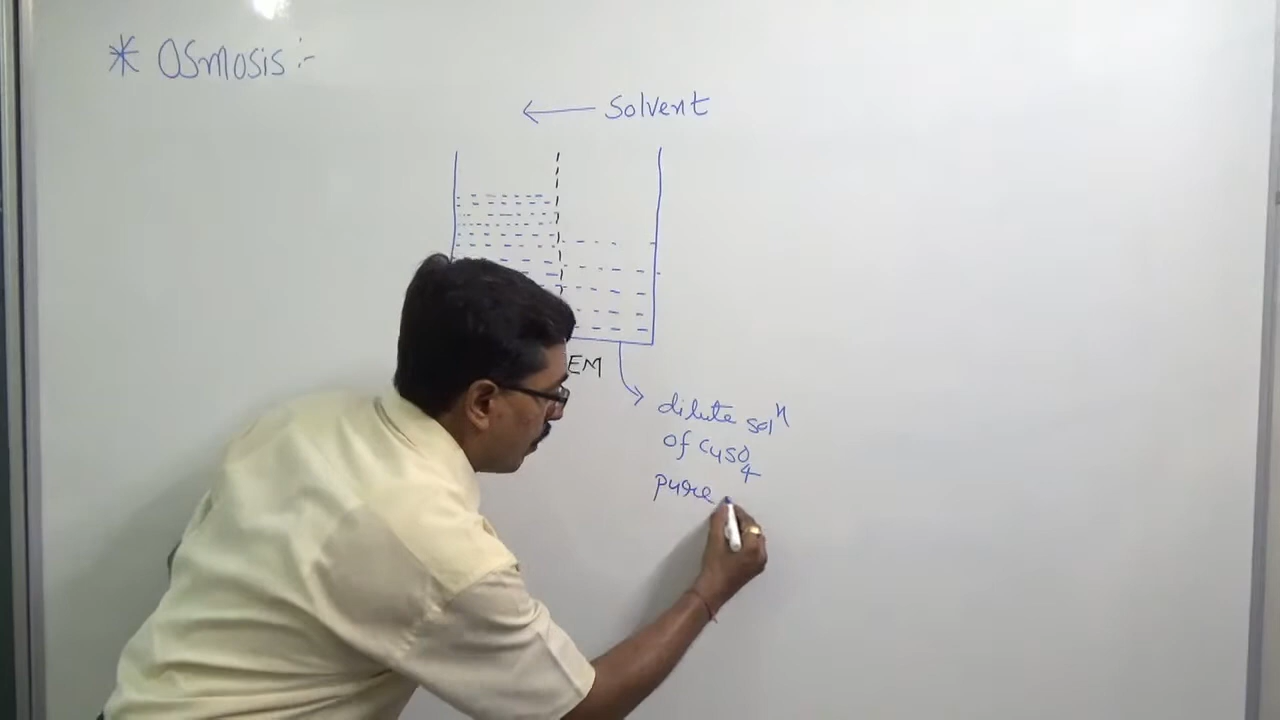 * Osmosis :-
← Solvent
EM
dilute solⁿ
of CuSO₄
pure